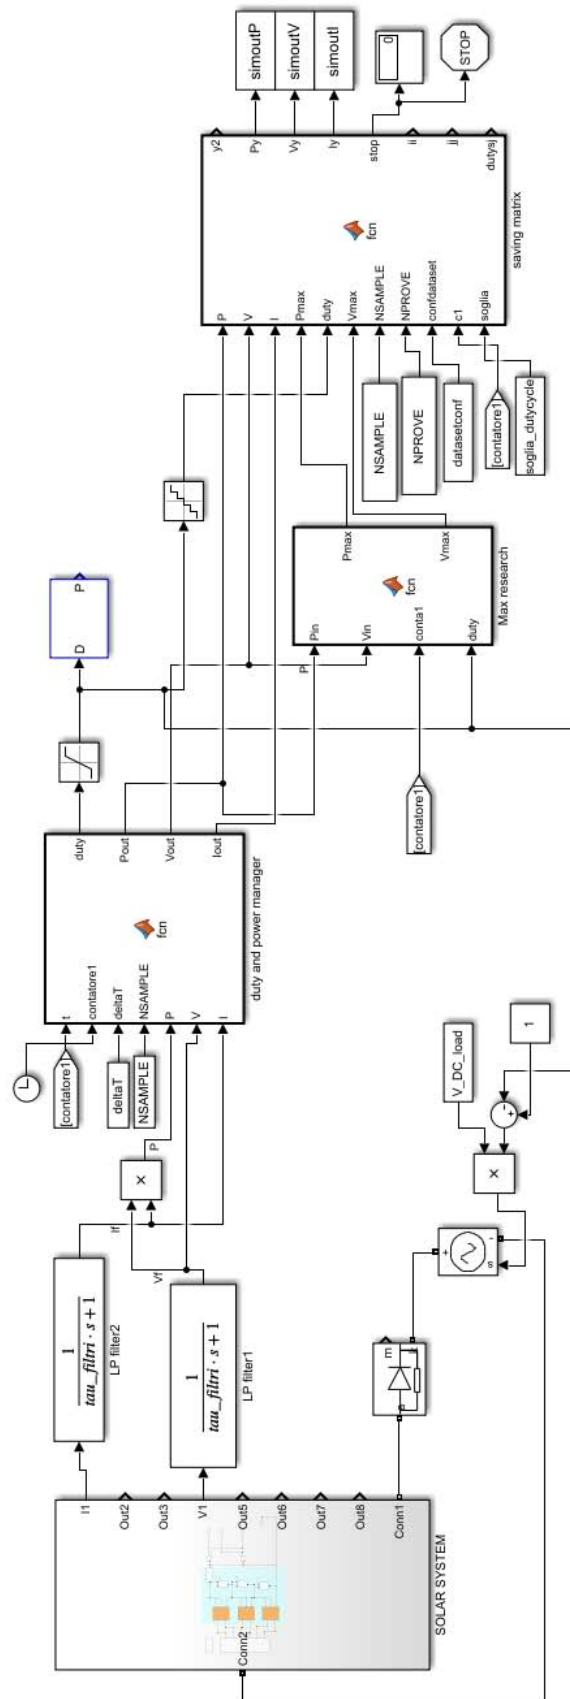 SOLAR SYSTEM
Conn2
I1
Out2
Out3
V1
Out5
Out6
Out7
Out8
Conn1
1
tau_filtri · s + 1
LP filter2
1
tau_filtri · s + 1
LP filter1
If
Vf
×
P
[contatore1]
deltaT
NSAMPLE
t
contatore1
deltaT
NSAMPLE
P
V
I
fcn
duty
Pout
Vout
Iout
duty and power manager
D
P
m
k
+
-
s
×
V_DC_load
+
−
1
[contatore1]
P
Pin
Vin
conta1
duty
fcn
Pmax
Vmax
Max research
NSAMPLE
NPROVE
datasetconf
[contatore1]
soglia_dutycycle
P
V
I
Pmax
duty
Vmax
NSAMPLE
NPROVE
confdataset
c1
soglia
fcn
y2
Py
Vy
Iy
stop
ii
jj
dutysj
saving matrix
simoutP
simoutV
simoutI
0
STOP